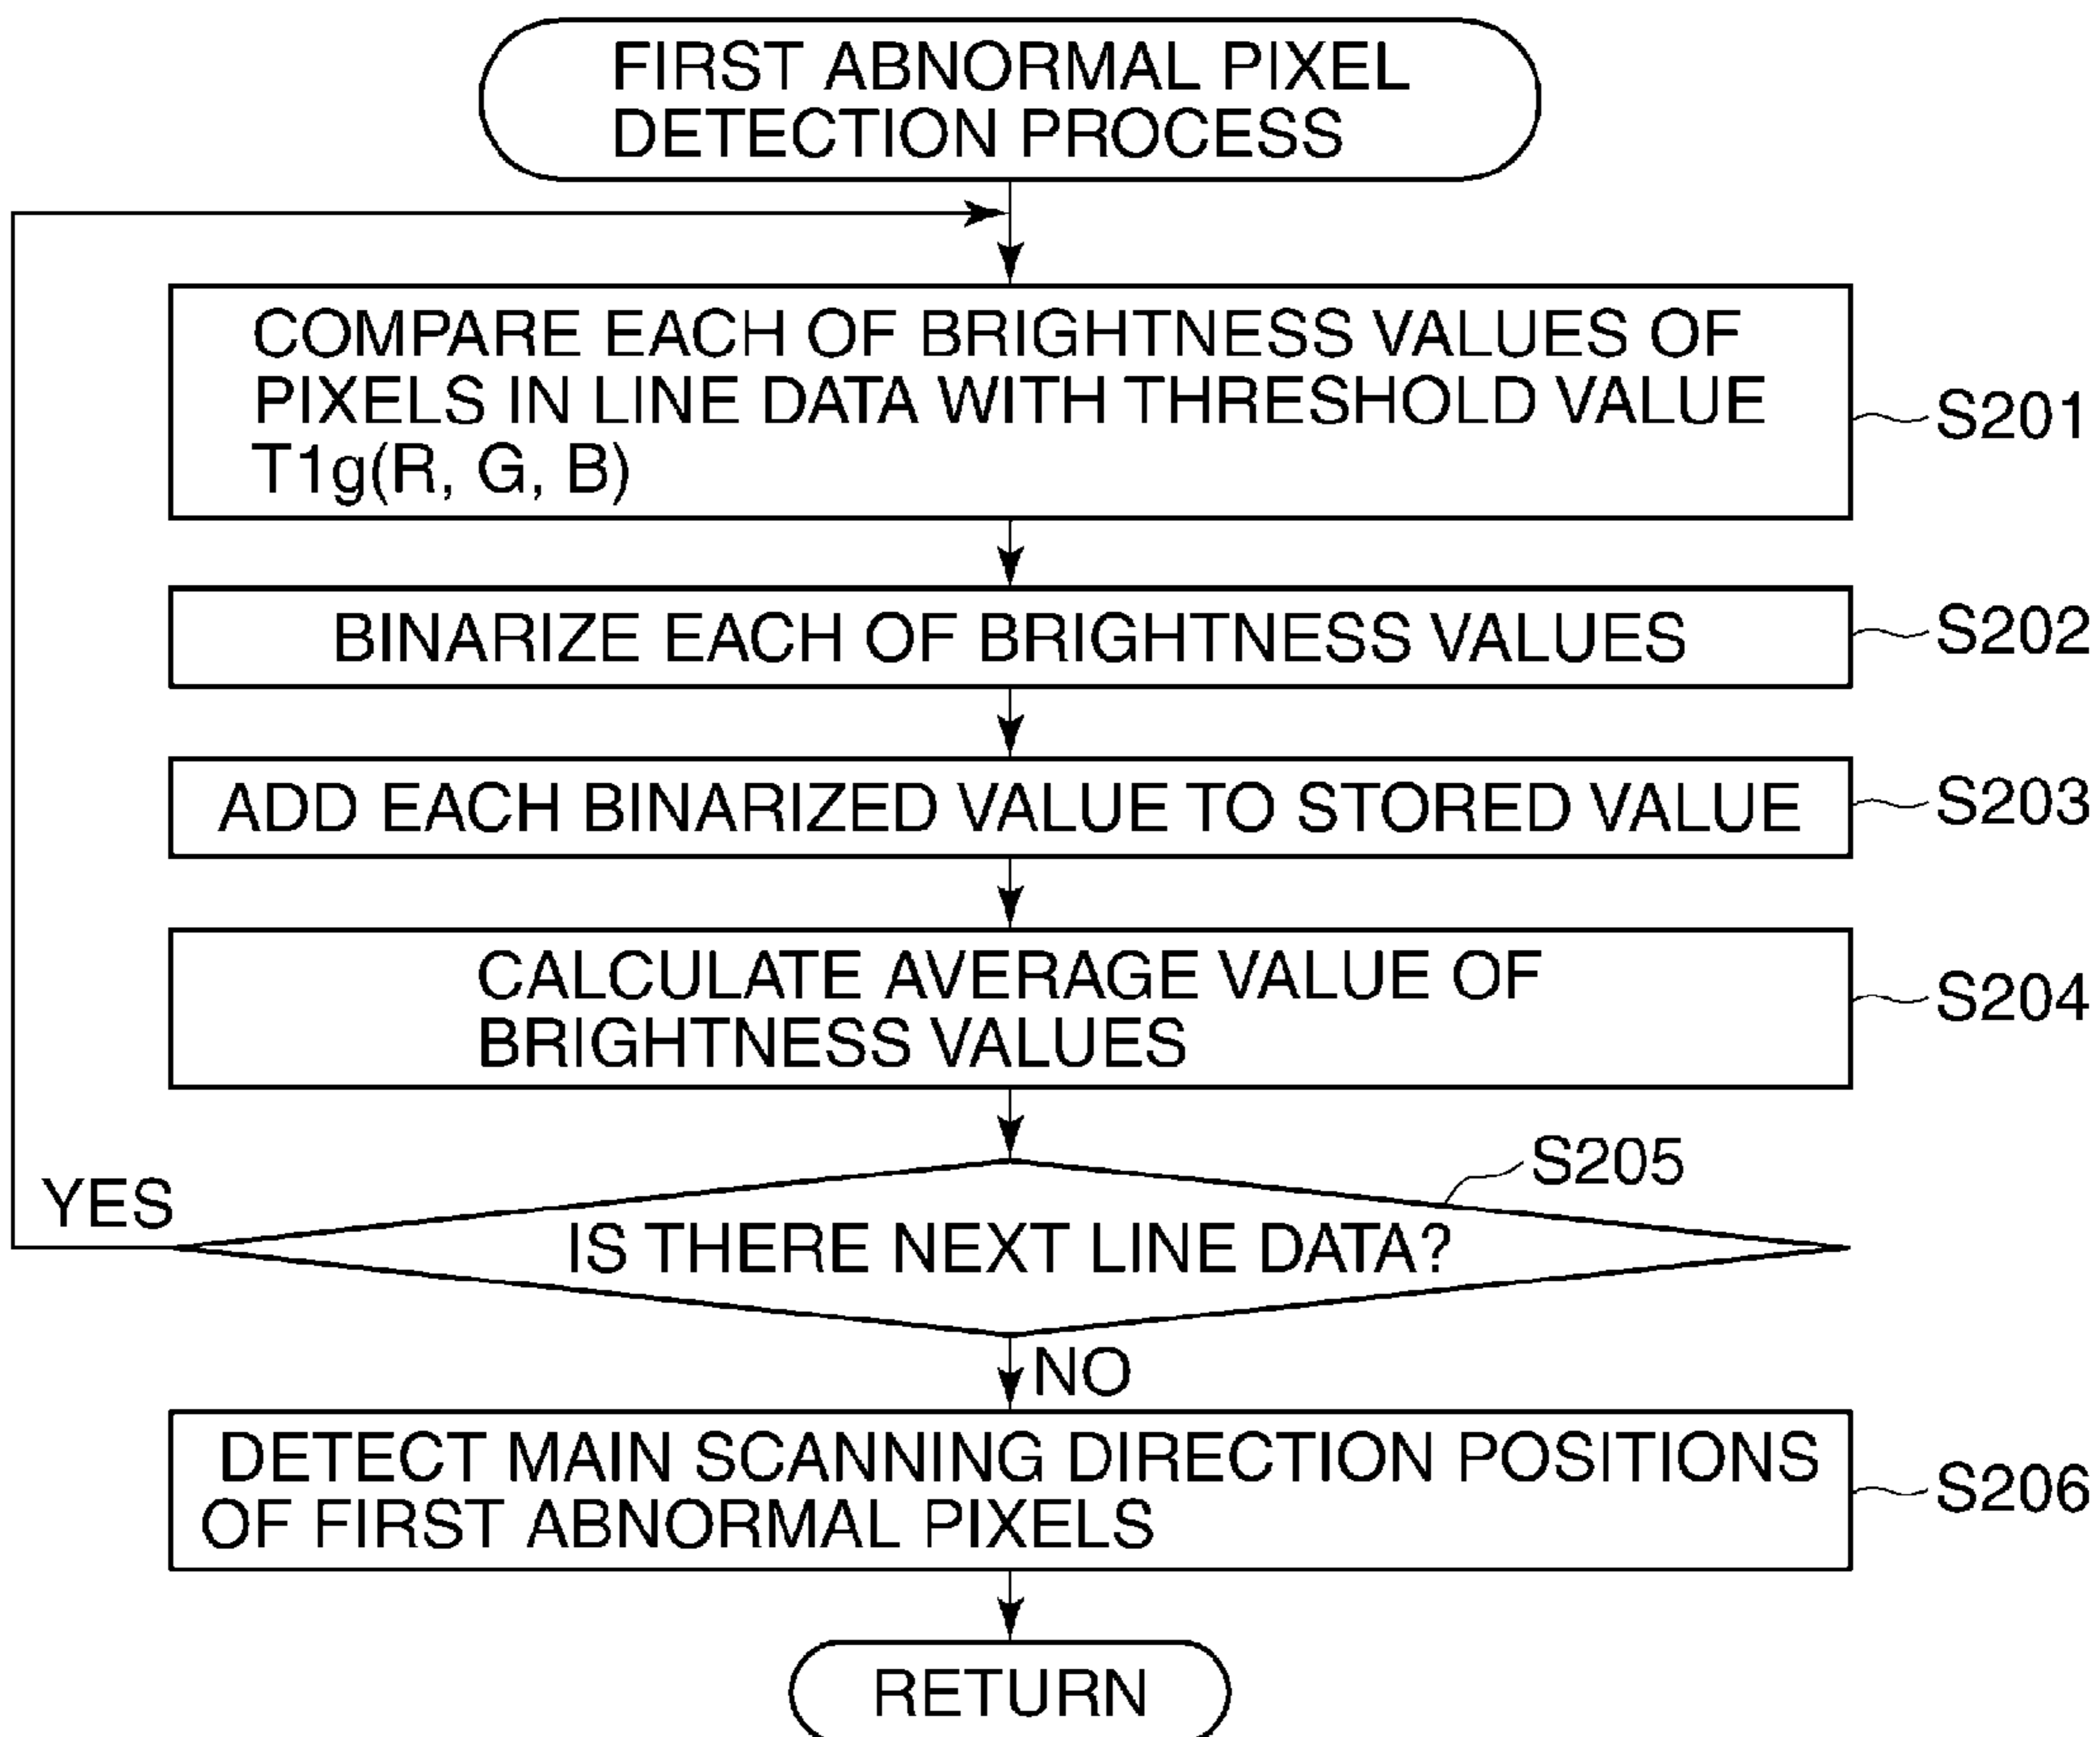 FIRST ABNORMAL PIXEL
DETECTION PROCESS
COMPARE EACH OF BRIGHTNESS VALUES OF
PIXELS IN LINE DATA WITH THRESHOLD VALUE
T1g(R, G, B)
S201
BINARIZE EACH OF BRIGHTNESS VALUES
S202
ADD EACH BINARIZED VALUE TO STORED VALUE
S203
CALCULATE AVERAGE VALUE OF
BRIGHTNESS VALUES
S204
S205
YES
IS THERE NEXT LINE DATA?
NO
DETECT MAIN SCANNING DIRECTION POSITIONS
OF FIRST ABNORMAL PIXELS
S206
RETURN